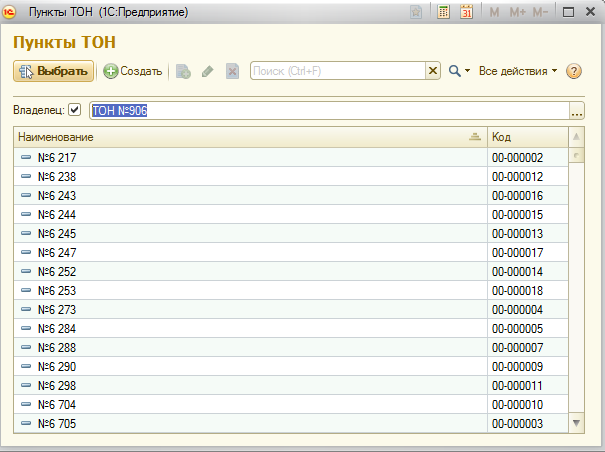 Пункты ТОН (1С:Предприятие)
M M+ M-
Пункты ТОН
Выбрать Создать Поиск (Ctrl+F) Все действия
Владелец: ТОН №906
Наименование Код
№6 217 00-000002
№6 238 00-000012
№6 243 00-000016
№6 244 00-000015
№6 245 00-000013
№6 247 00-000017
№6 252 00-000014
№6 253 00-000018
№6 273 00-000004
№6 284 00-000005
№6 288 00-000007
№6 290 00-000009
№6 298 00-000011
№6 704 00-000010
№6 705 00-000003